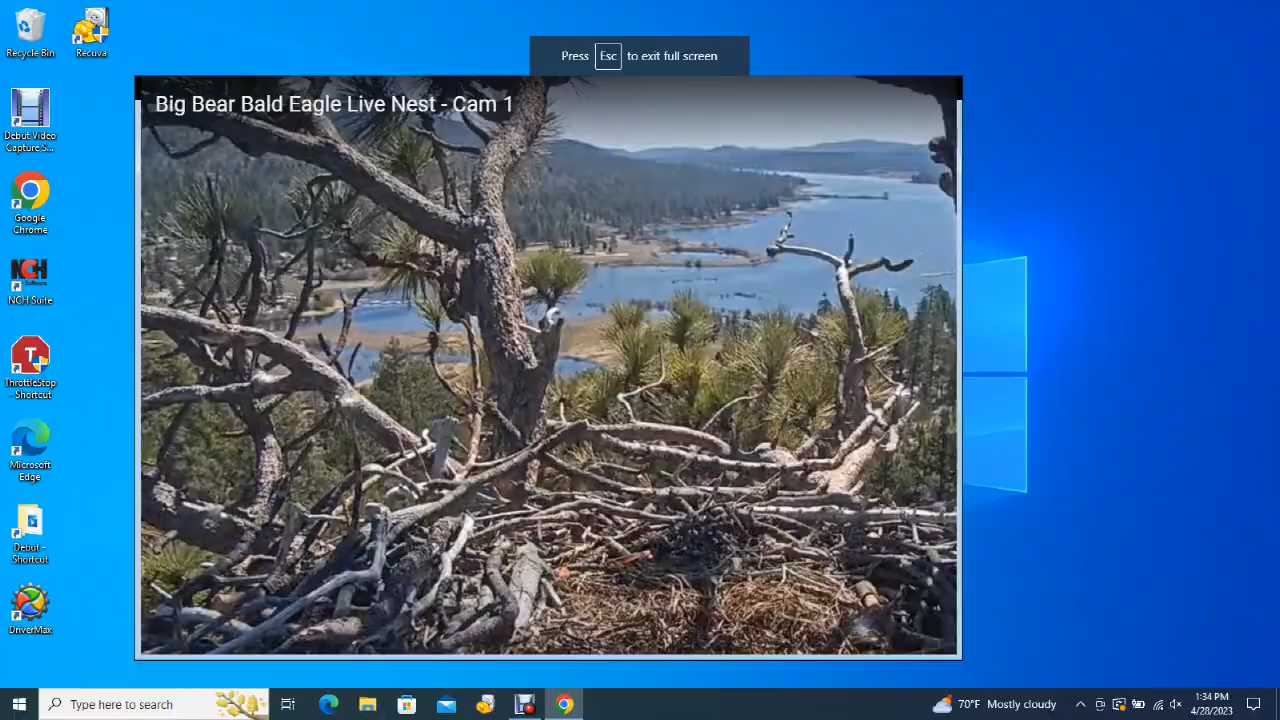 Recycle Bin
Recuva
Press Esc to exit full screen
Big Bear Bald Eagle Live Nest - Cam 1
Debut Video
Capture S...
Google
Chrome
NCH
Software
NCH Suite
T
ThrottleStop
- Shortcut
Microsoft
Edge
Debut -
Shortcut
DriverMax
Type here to search
70°F Mostly cloudy
1:34 PM
4/28/2023